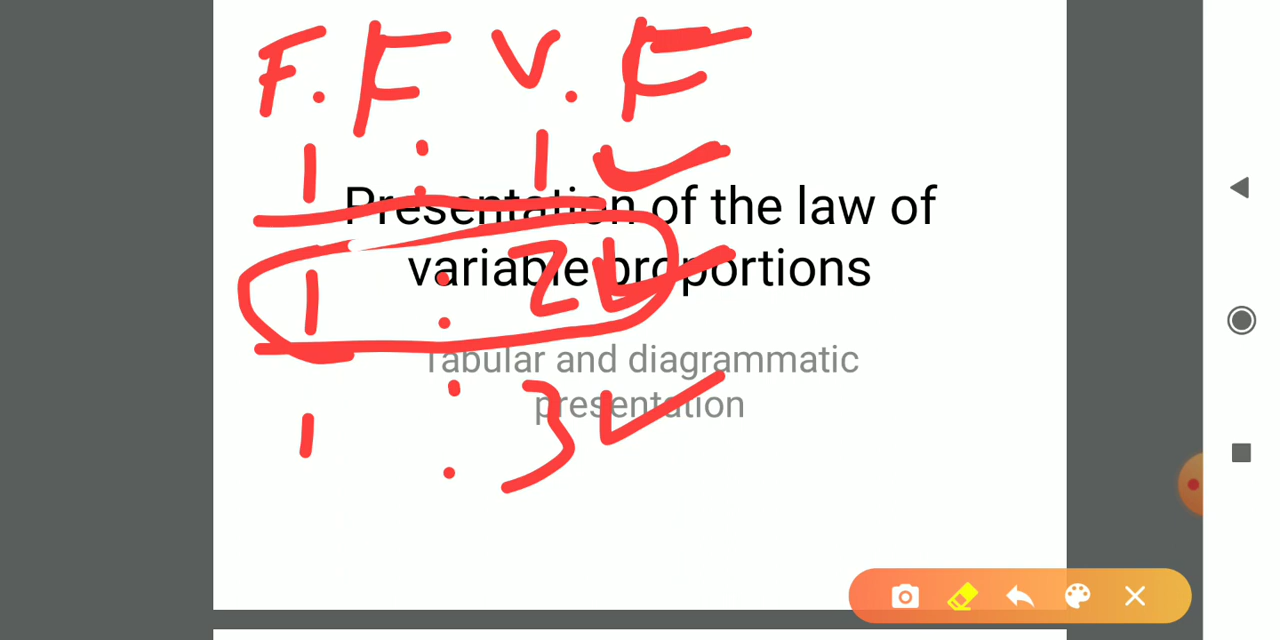 F. F V. F
1 : 1
Presentation of the law of
1 : 2
variable proportions
Tabular and diagrammatic
1 : 3
presentation